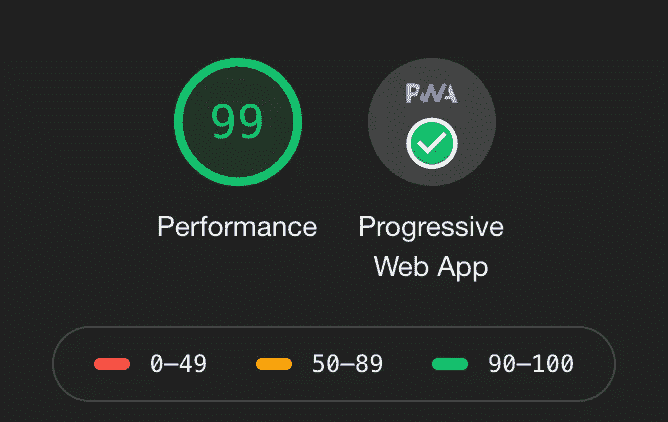 99
PWA
Performance
Progressive
Web App
0–49
50–89
90–100